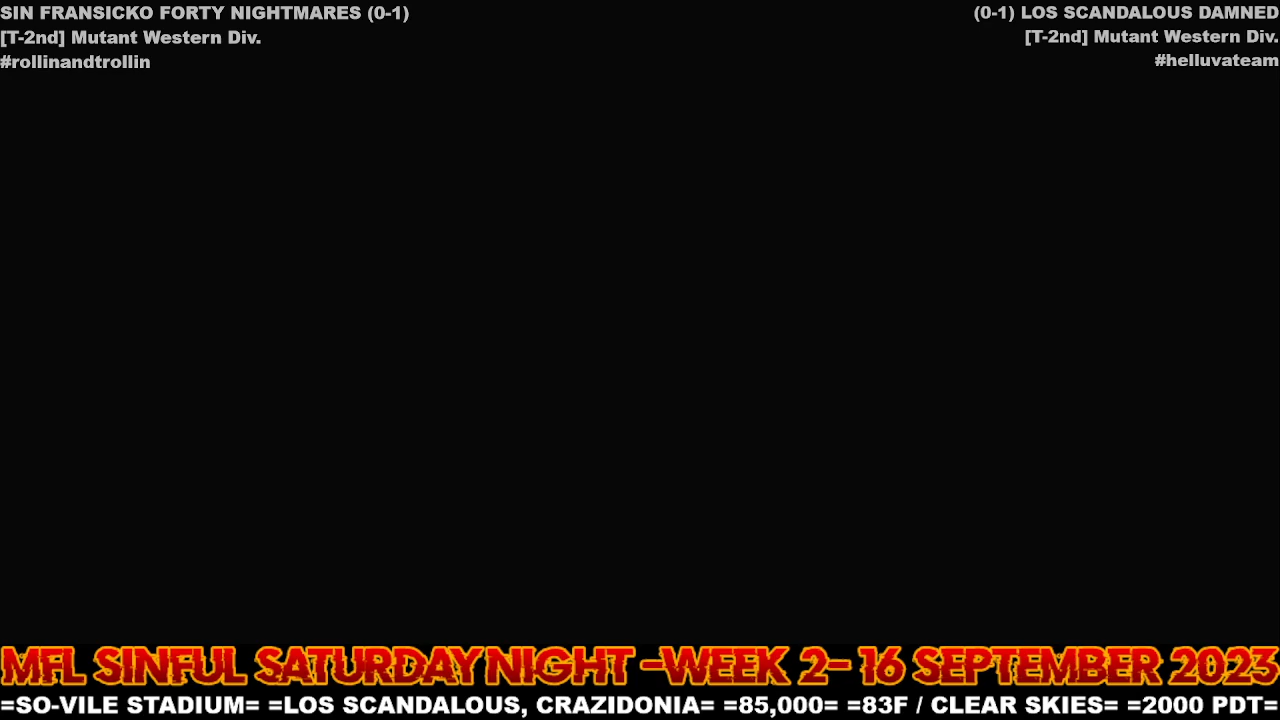 SIN FRANSICKO FORTY NIGHTMARES (0-1)
[T-2nd] Mutant Western Div.
#rollinandtrollin
(0-1) LOS SCANDALOUS DAMNED
[T-2nd] Mutant Western Div.
#helluvateam
MFL SINFUL SATURDAY NIGHT -WEEK 2- 16 SEPTEMBER 2023
=SO-VILE STADIUM= =LOS SCANDALOUS, CRAZIDONIA= =85,000= =83F / CLEAR SKIES= =2000 PDT=